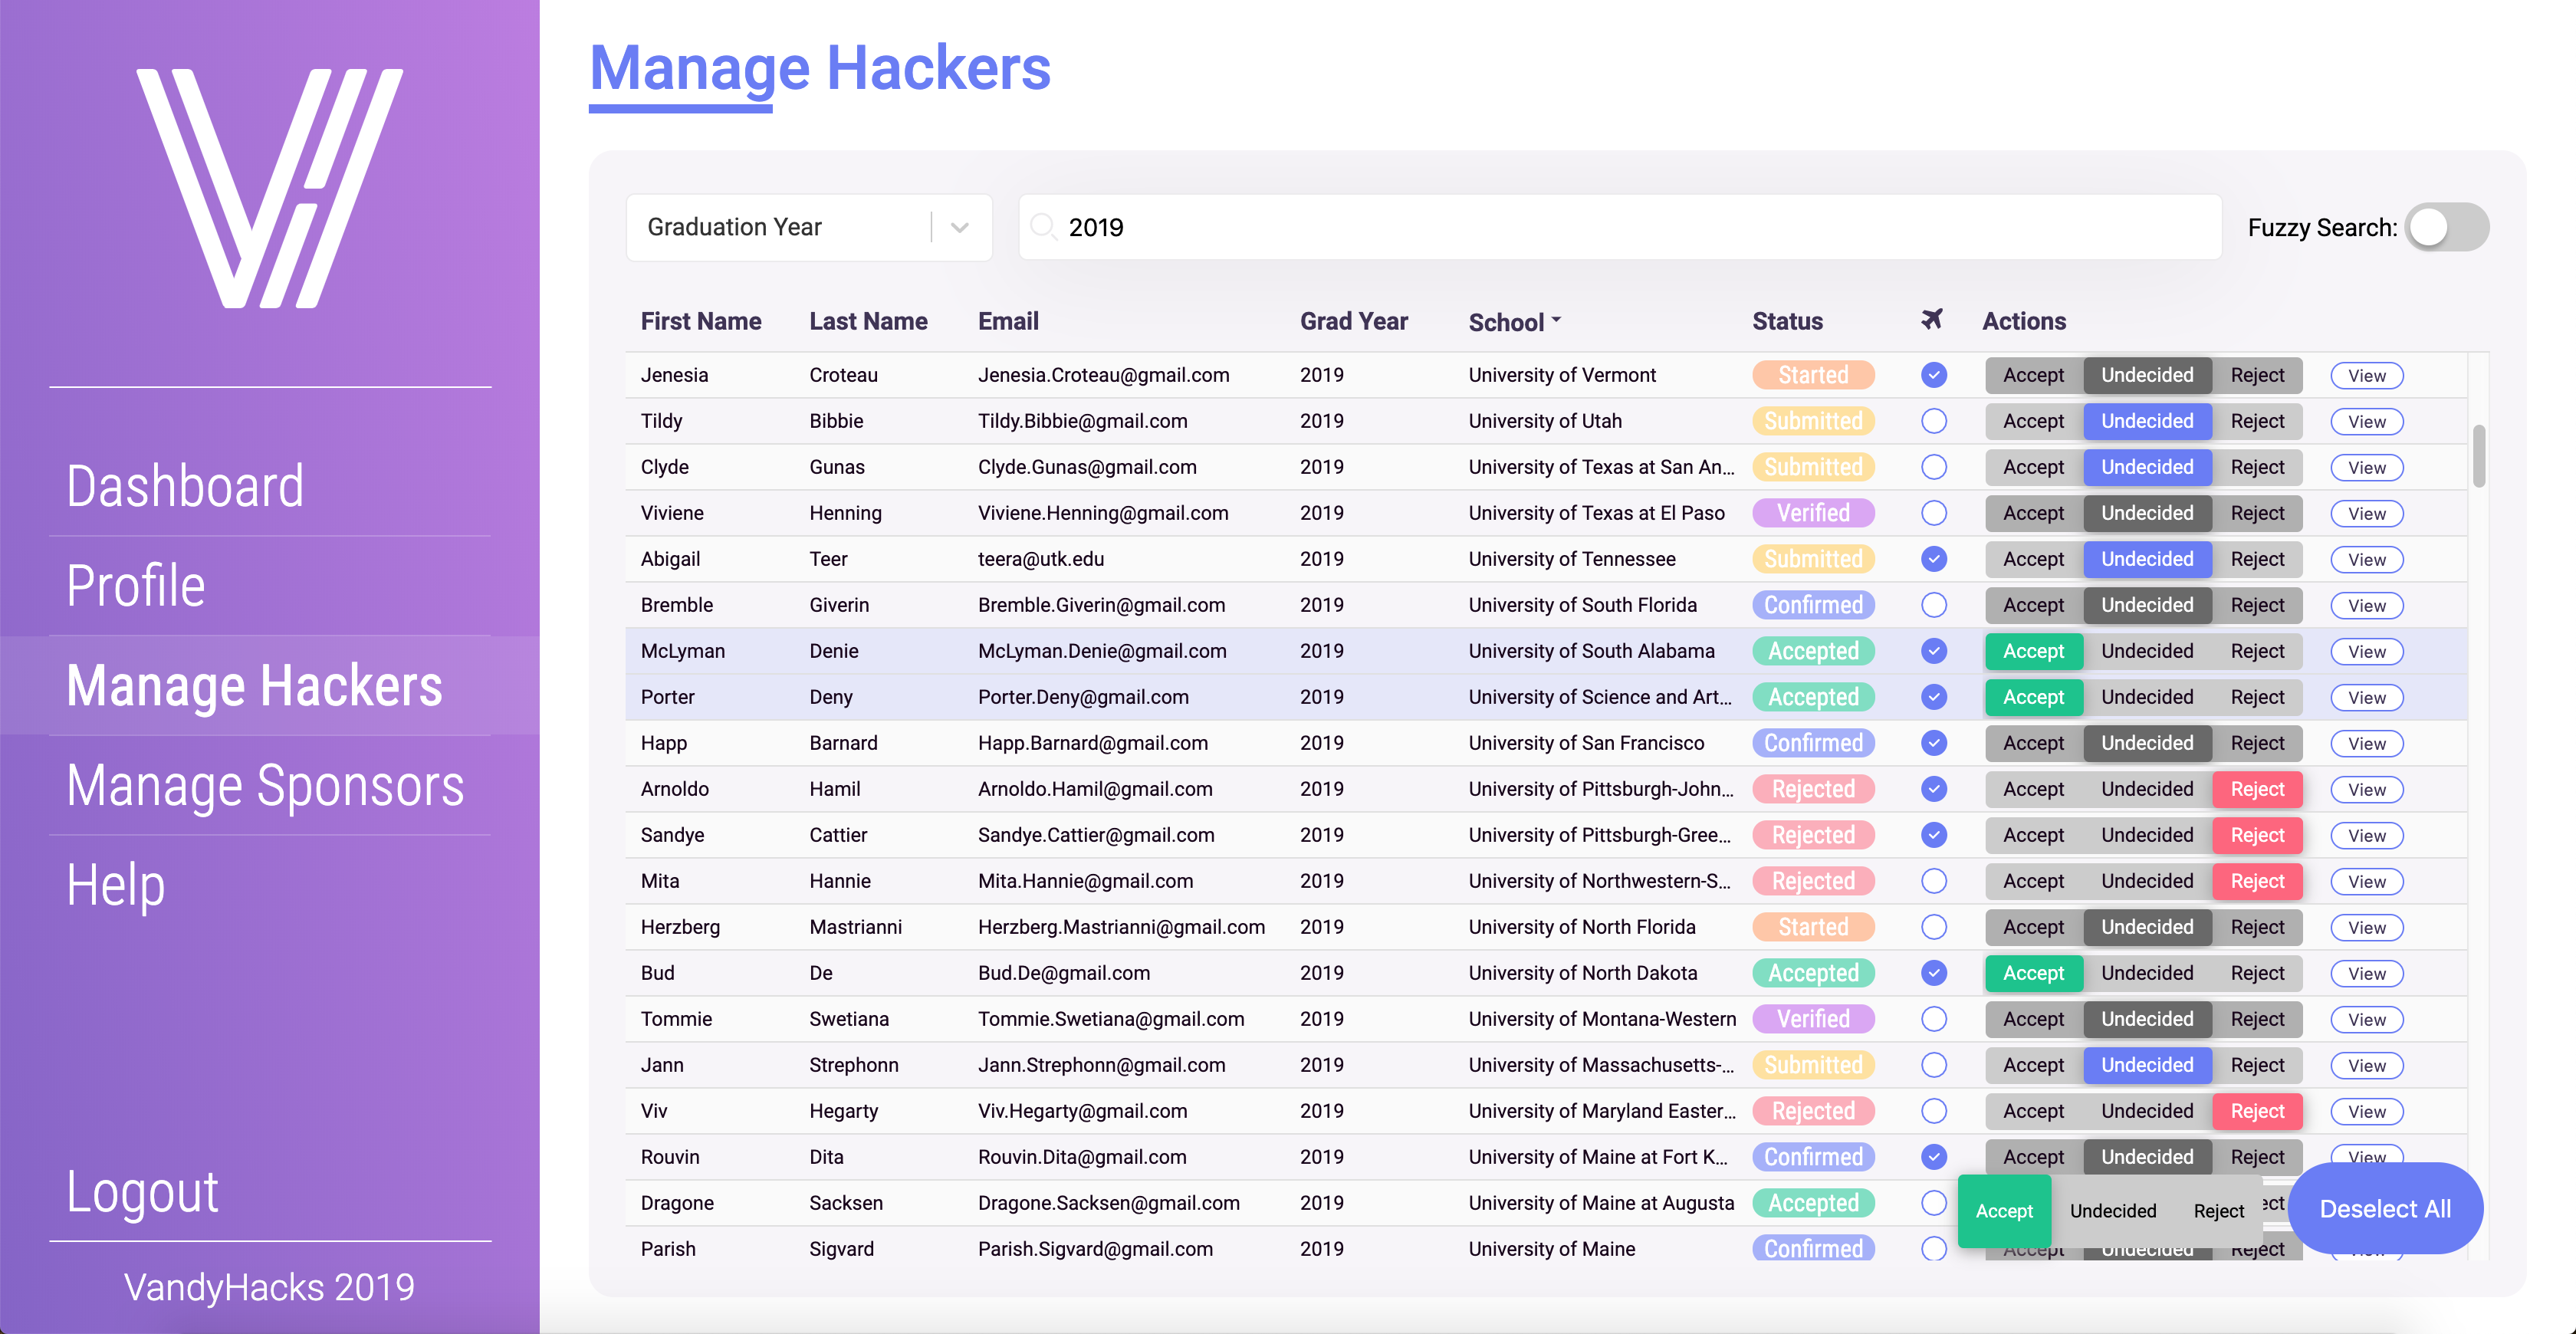 Manage Hackers
Dashboard
Profile
Manage Hackers
Manage Sponsors
Help
Logout
VandyHacks 2019
Graduation Year
2019
Fuzzy Search:
First Name Last Name Email Grad Year School Status Actions
Jenesia Croteau Jenesia.Croteau@gmail.com 2019 University of Vermont Started Accept Undecided Reject View
Tildy Bibbie Tildy.Bibbie@gmail.com 2019 University of Utah Submitted Accept Undecided Reject View
Clyde Gunas Clyde.Gunas@gmail.com 2019 University of Texas at San An... Submitted Accept Undecided Reject View
Viviene Henning Viviene.Henning@gmail.com 2019 University of Texas at El Paso Verified Accept Undecided Reject View
Abigail Teer teera@utk.edu 2019 University of Tennessee Submitted Accept Undecided Reject View
Bremble Giverin Bremble.Giverin@gmail.com 2019 University of South Florida Confirmed Accept Undecided Reject View
McLyman Denie McLyman.Denie@gmail.com 2019 University of South Alabama Accepted Accept Undecided Reject View
Porter Deny Porter.Deny@gmail.com 2019 University of Science and Art... Accepted Accept Undecided Reject View
Happ Barnard Happ.Barnard@gmail.com 2019 University of San Francisco Confirmed Accept Undecided Reject View
Arnoldo Hamil Arnoldo.Hamil@gmail.com 2019 University of Pittsburgh-John... Rejected Accept Undecided Reject View
Sandye Cattier Sandye.Cattier@gmail.com 2019 University of Pittsburgh-Gree... Rejected Accept Undecided Reject View
Mita Hannie Mita.Hannie@gmail.com 2019 University of Northwestern-S... Rejected Accept Undecided Reject View
Herzberg Mastrianni Herzberg.Mastrianni@gmail.com 2019 University of North Florida Started Accept Undecided Reject View
Bud De Bud.De@gmail.com 2019 University of North Dakota Accepted Accept Undecided Reject View
Tommie Swetiana Tommie.Swetiana@gmail.com 2019 University of Montana-Western Verified Accept Undecided Reject View
Jann Strephonn Jann.Strephonn@gmail.com 2019 University of Massachusetts-... Submitted Accept Undecided Reject View
Viv Hegarty Viv.Hegarty@gmail.com 2019 University of Maryland Easter... Rejected Accept Undecided Reject View
Rouvin Dita Rouvin.Dita@gmail.com 2019 University of Maine at Fort K... Confirmed Accept Undecided Reject View
Dragone Sacksen Dragone.Sacksen@gmail.com 2019 University of Maine at Augusta Accepted ect
Accept Undecided Reject Deselect All
Parish Sigvard Parish.Sigvard@gmail.com 2019 University of Maine Confirmed Accept Undecided Reject